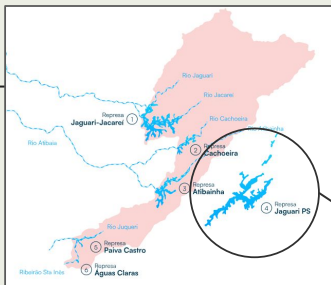 Rio Jaguari
Rio Jacareí
Represa
Jaguari-Jacareí
1
Rio Cachoeira
Rio Atibaia
2
Represa
Cachoeira
3
Represa
Atibainha
4
Represa
Jaguari PS
Rio Juqueri
5
Represa
Paiva Castro
Ribeirão Sta Inês
6
Represa
Águas Claras